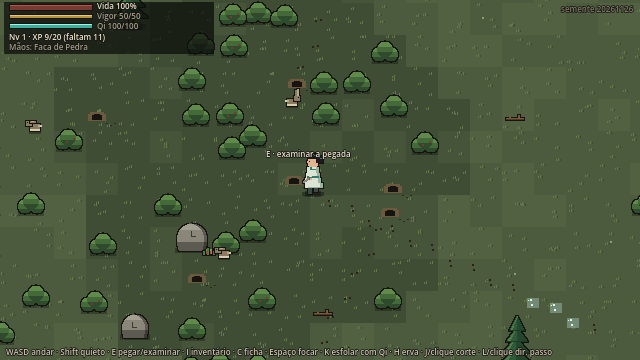 Vida 100%
Vigor 50/50
Qi 100/100
Nv 1 · XP 9/20 (faltam 11)
Mãos: Faca de Pedra
semente 20261126
E · examinar a pegada
WASD andar · Shift quieto · E pegar/examinar · I inventário · C ficha · Espaço focar · K esfolar com Qi · H erva · J/clique corte · L/clique dir. passo